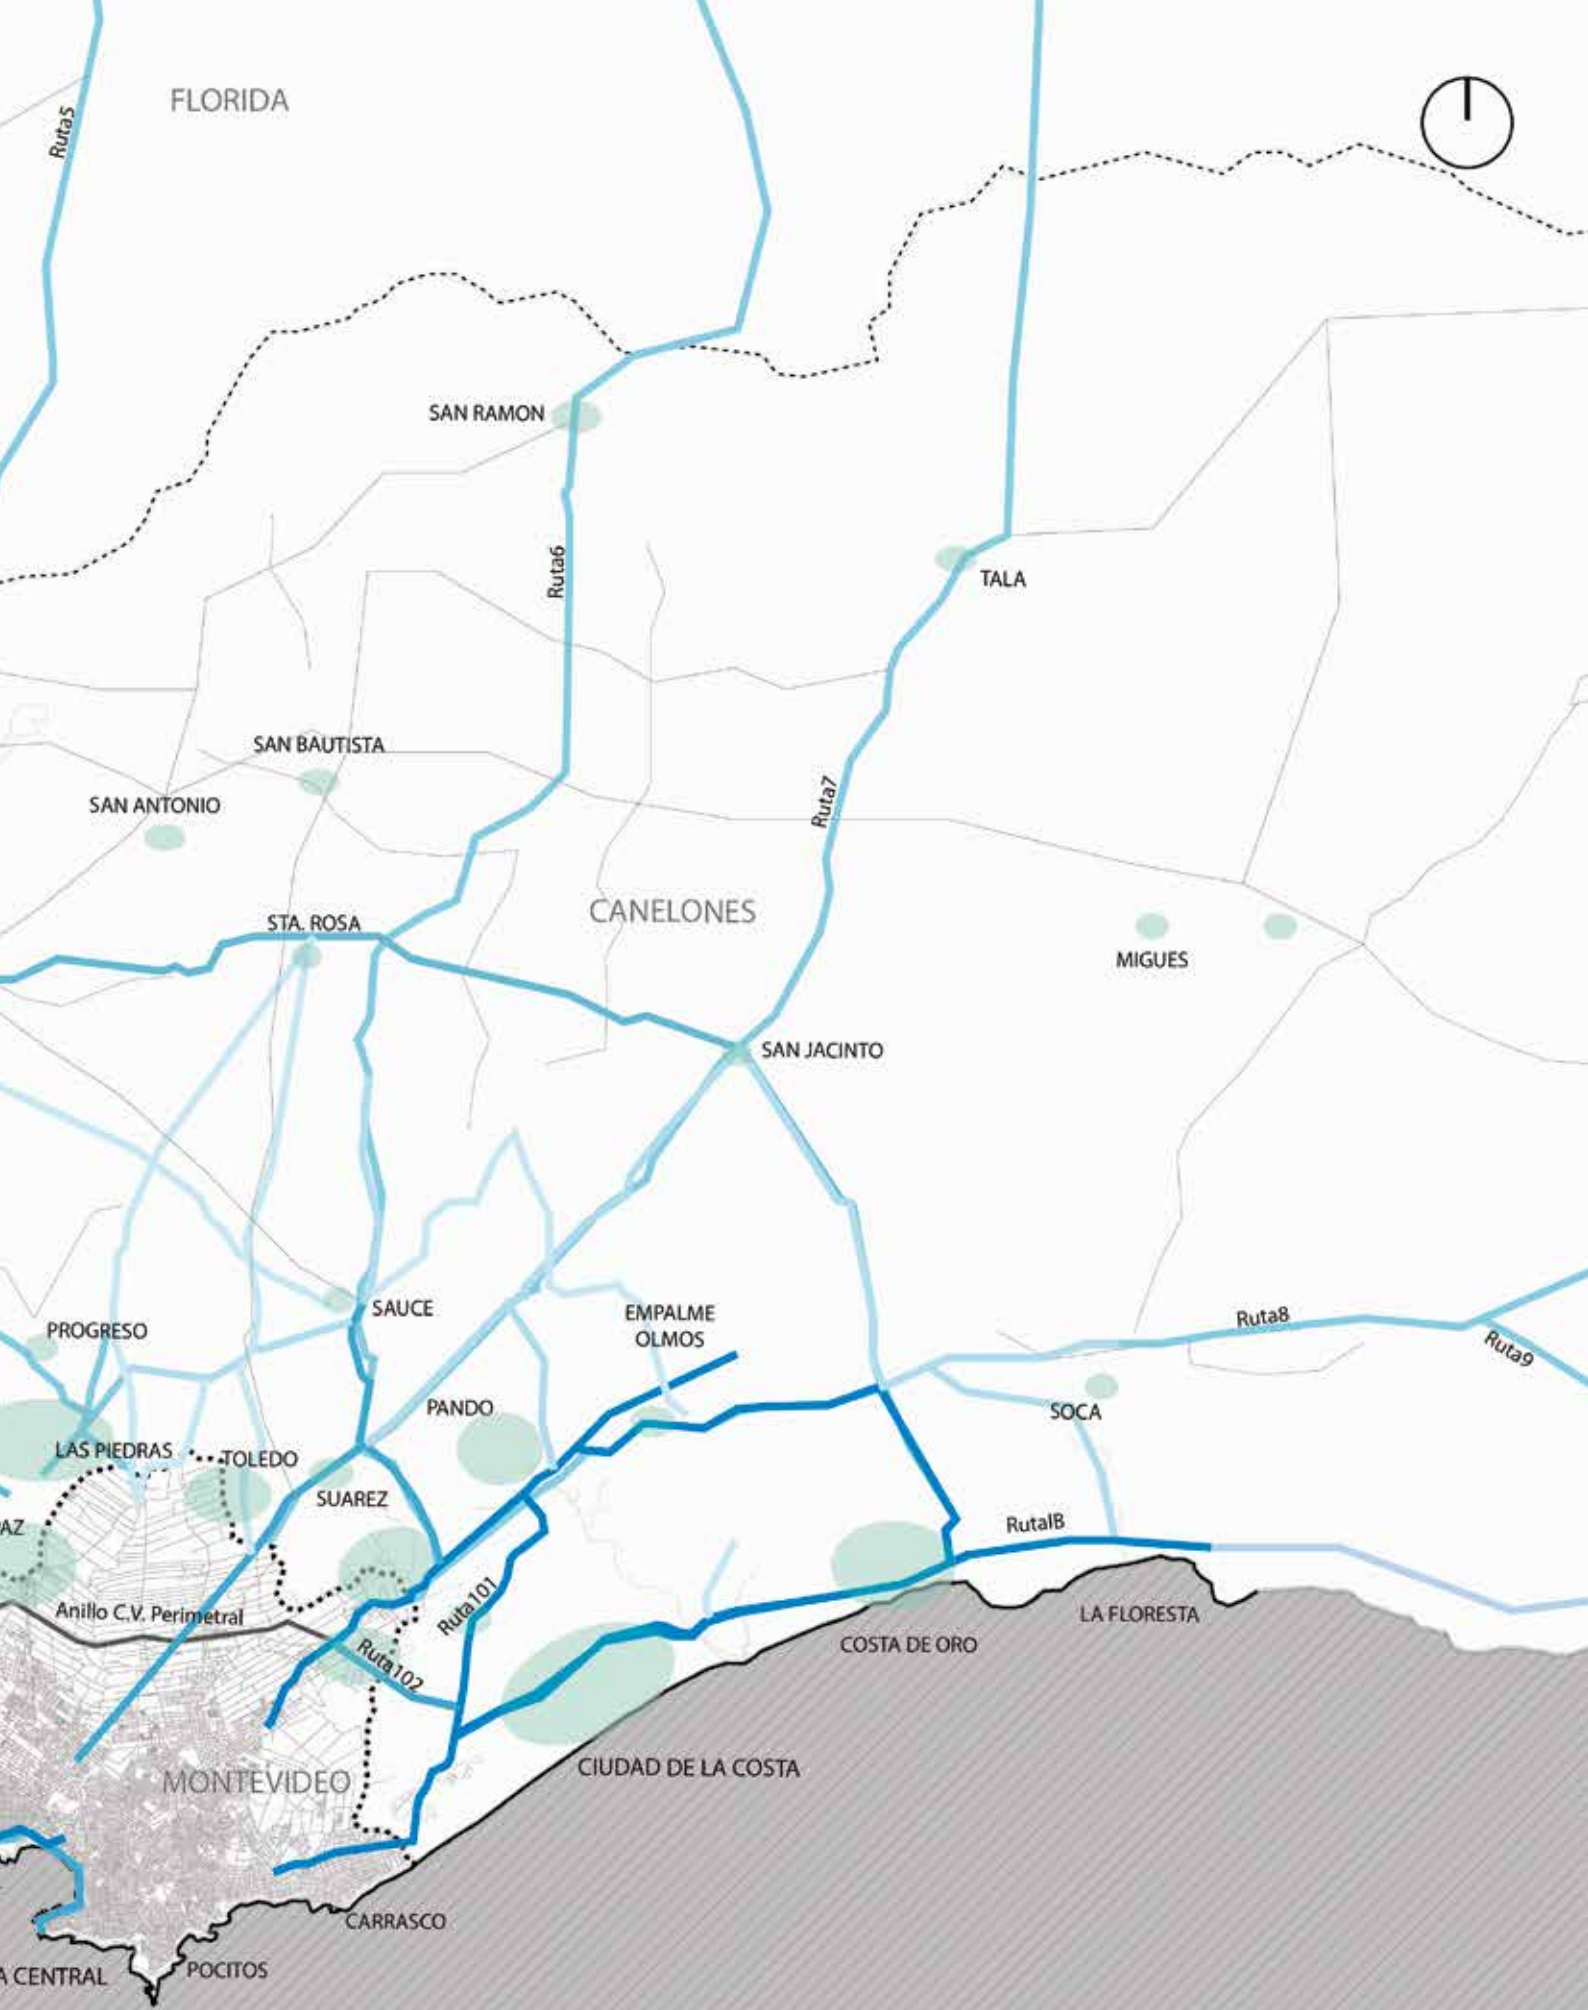 FLORIDA
Ruta5
SAN RAMON
Ruta6
TALA
SAN BAUTISTA
Ruta7
SAN ANTONIO
CANELONES
STA. ROSA
MIGUES
SAN JACINTO
SAUCE
EMPALME
OLMOS
Ruta8
PROGRESO
Ruta9
PANDO
SOCA
LAS PIEDRAS
TOLEDO
SUAREZ
AZ
RutaIB
Ruta101
Anillo C.V. Perimetral
LA FLORESTA
COSTA DE ORO
Ruta102
CIUDAD DE LA COSTA
MONTEVIDEO
CARRASCO
POCITOS
A CENTRAL